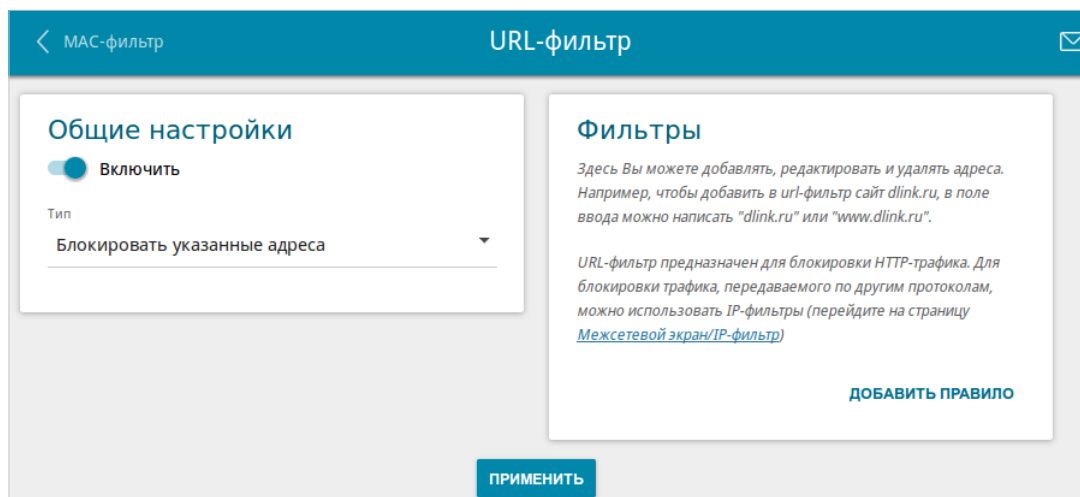 МАС-фильтр
URL-фильтр
Общие настройки
Включить
Тип
Блокировать указанные адреса
Фильтры
Здесь Вы можете добавлять, редактировать и удалять адреса.
Например, чтобы добавить в url-фильтр сайт dlink.ru, в поле
ввода можно написать "dlink.ru" или "www.dlink.ru".
URL-фильтр предназначен для блокировки HTTP-трафика. Для
блокировки трафика, передаваемого по другим протоколам,
можно использовать IP-фильтры (перейдите на страницу
Межсетевой экран/IP-фильтр)
ДОБАВИТЬ ПРАВИЛО
ПРИМЕНИТЬ